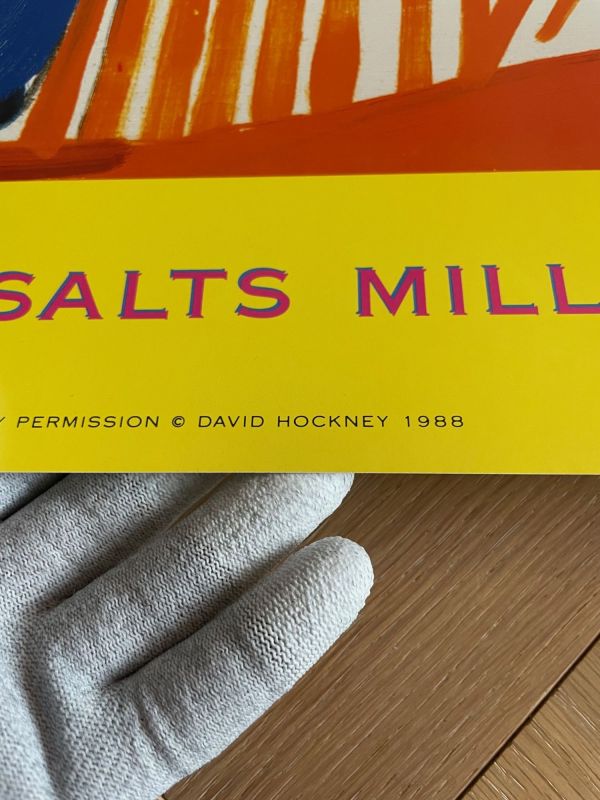 SALTS MILL
PERMISSION © DAVID HOCKNEY 1988